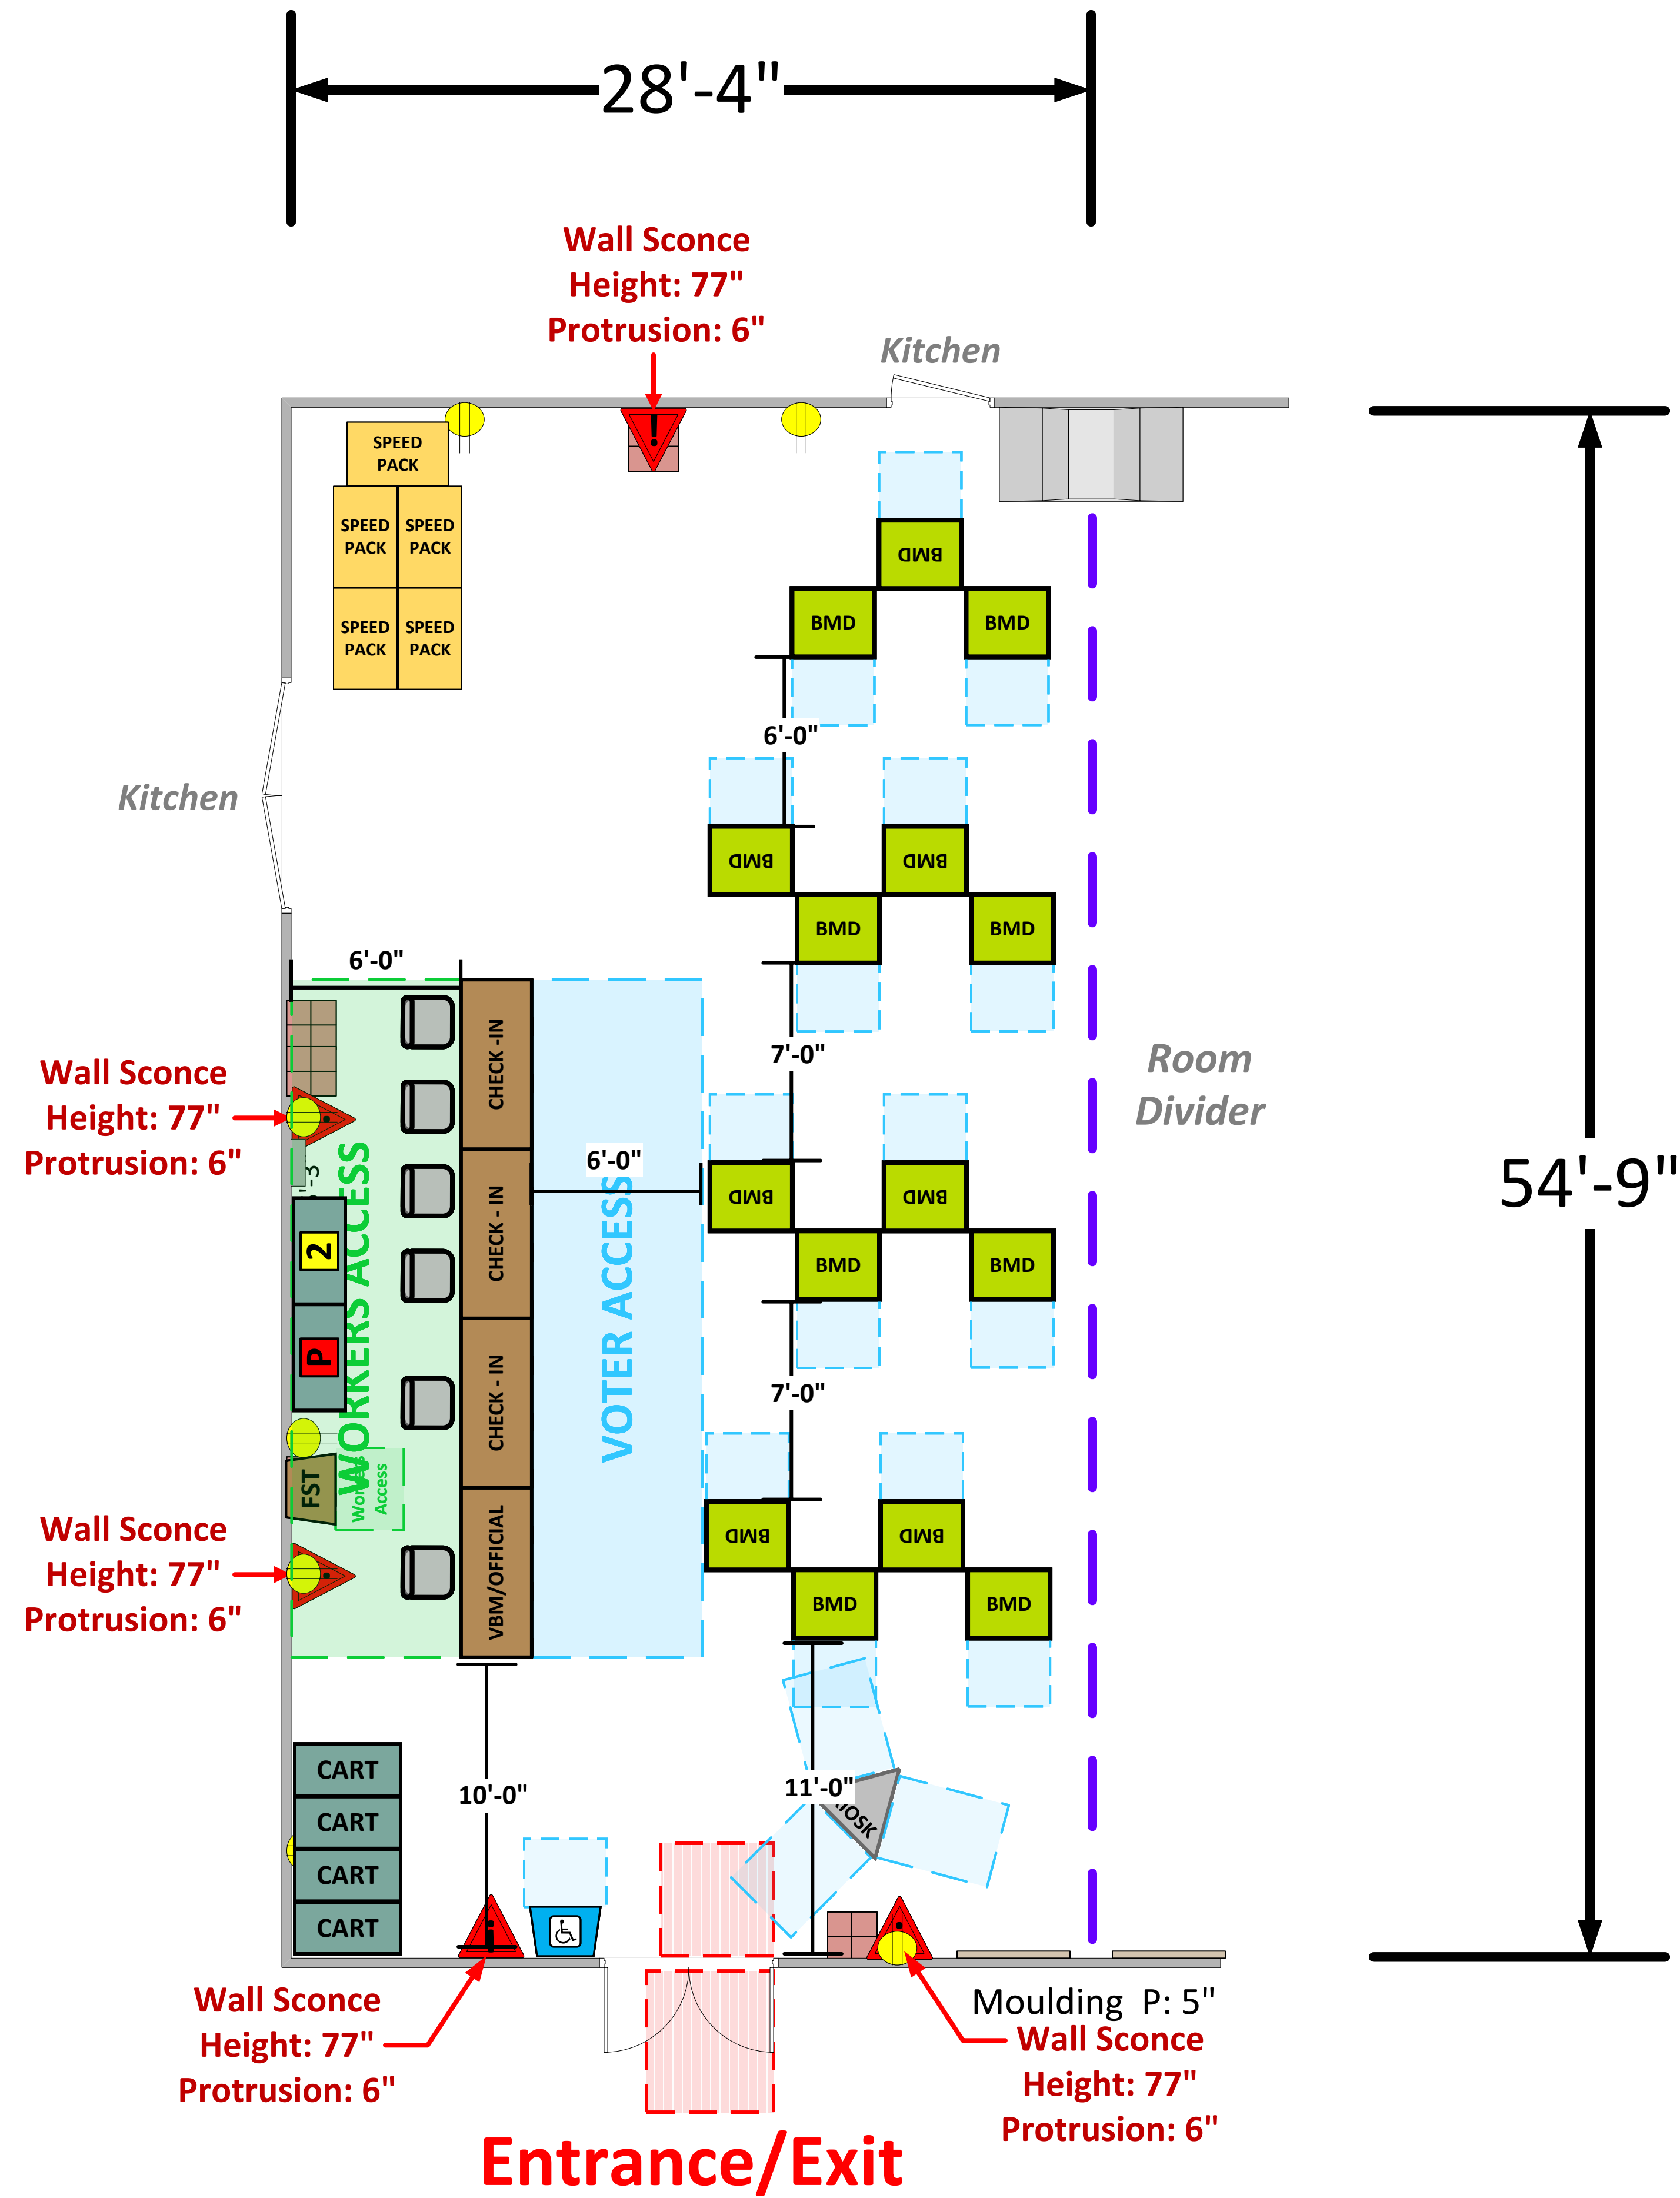 28'-4"
Wall Sconce
Height: 77"
Protrusion: 6"
Kitchen
!
SPEED
PACK
SPEED
PACK
SPEED
PACK
SPEED
PACK
SPEED
PACK
BMD
BMD
BMD
6'-0"
Kitchen
BMD
BMD
BMD
BMD
6'-0"
CHECK -IN
7'-0"
Room
Divider
Wall Sconce
Height: 77"
Protrusion: 6"
WORKERS ACCESS
6'-0"
CHECK - IN
VOTER ACCESS
BMD
BMD
BMD
BMD
54'-9"
2
P
CHECK - IN
7'-0"
FST
Workers
Access
Wall Sconce
Height: 77"
Protrusion: 6"
VBM/OFFICIAL
BMD
BMD
BMD
BMD
CART
CART
CART
CART
10'-0"
11'-0"
KIOSK
Wall Sconce
Height: 77"
Protrusion: 6"
Moulding P: 5"
Wall Sconce
Height: 77"
Protrusion: 6"
Entrance/Exit